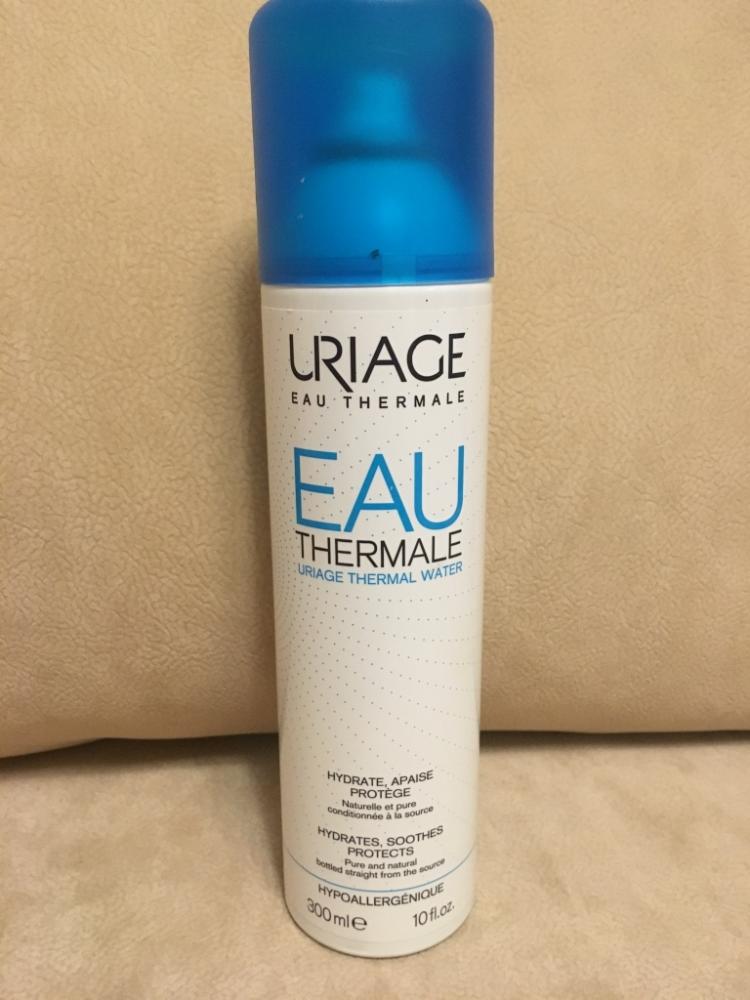 URIAGE
EAU THERMALE
EAU
THERMALE
URIAGE THERMAL WATER
HYDRATE, APAISE
PROTÈGE
Naturelle et pure
conditionnée à la source
HYDRATES, SOOTHES
PROTECTS
Pure and natural
bottled straight from the source
HYPOALLERGÉNIQUE
300 ml e 10 fl.oz.